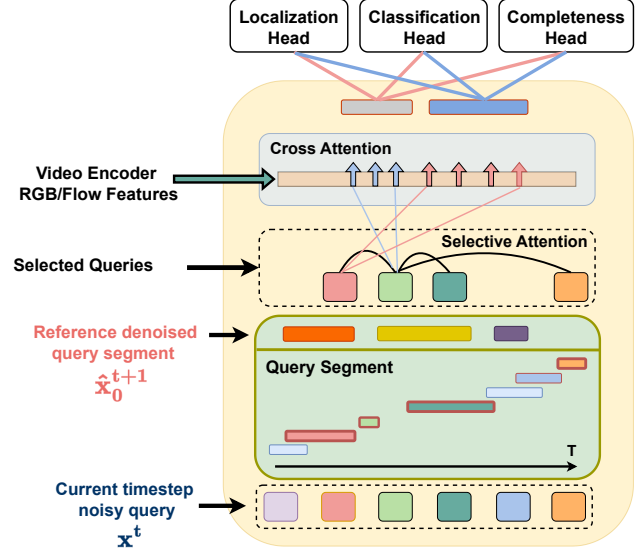 Localization
Head
Classification
Head
Completeness
Head
Cross Attention
Video Encoder
RGB/Flow Features
Selective Attention
Selected Queries
Reference denoised
query segment
x̂₀ᵗ⁺¹
Query Segment
T
Current timestep
noisy query
xᵗ